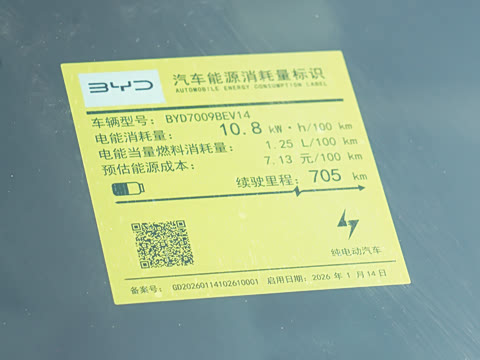 BYD 汽车能源消耗量标识
AUTOMOBILE ENERGY CONSUMPTION LABEL
车辆型号: BYD7009BEV14
电能消耗量: 10.8 kW·h/100 km
电能当量燃料消耗量: 1.25 L/100 km
预估能源成本: 7.13 元/100 km
续驶里程: 705 km
纯电动汽车
备案号: GD20260114102610001 启用日期: 2026 年 1 月 14 日